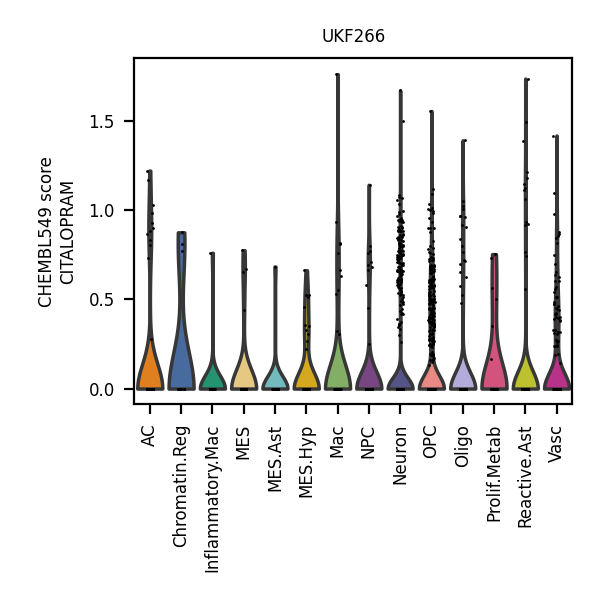 UKF266
CHEMBL549 score
CITALOPRAM
1.5
1.0
0.5
0.0
AC
Chromatin.Reg
Inflammatory.Mac
MES
MES.Ast
MES.Hyp
Mac
NPC
Neuron
OPC
Oligo
Prolif.Metab
Reactive.Ast
Vasc